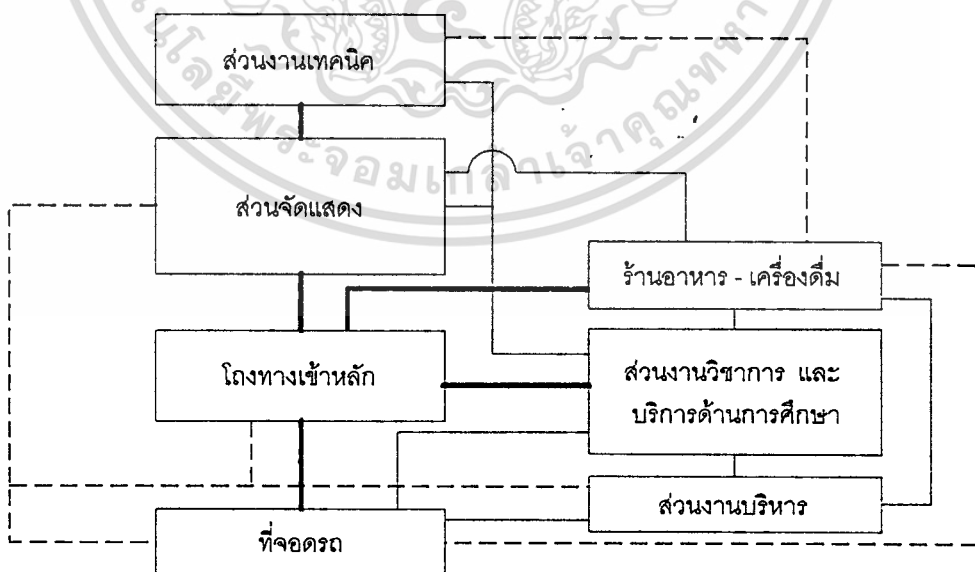 ส่วนงานเทคนิค
ส่วนจัดแสดง
ร้านอาหาร - เครื่องดื่ม
โถงทางเข้าหลัก
ส่วนงานวิชาการ และ
บริการด้านการศึกษา
ส่วนงานบริหาร
ที่จอดรถ